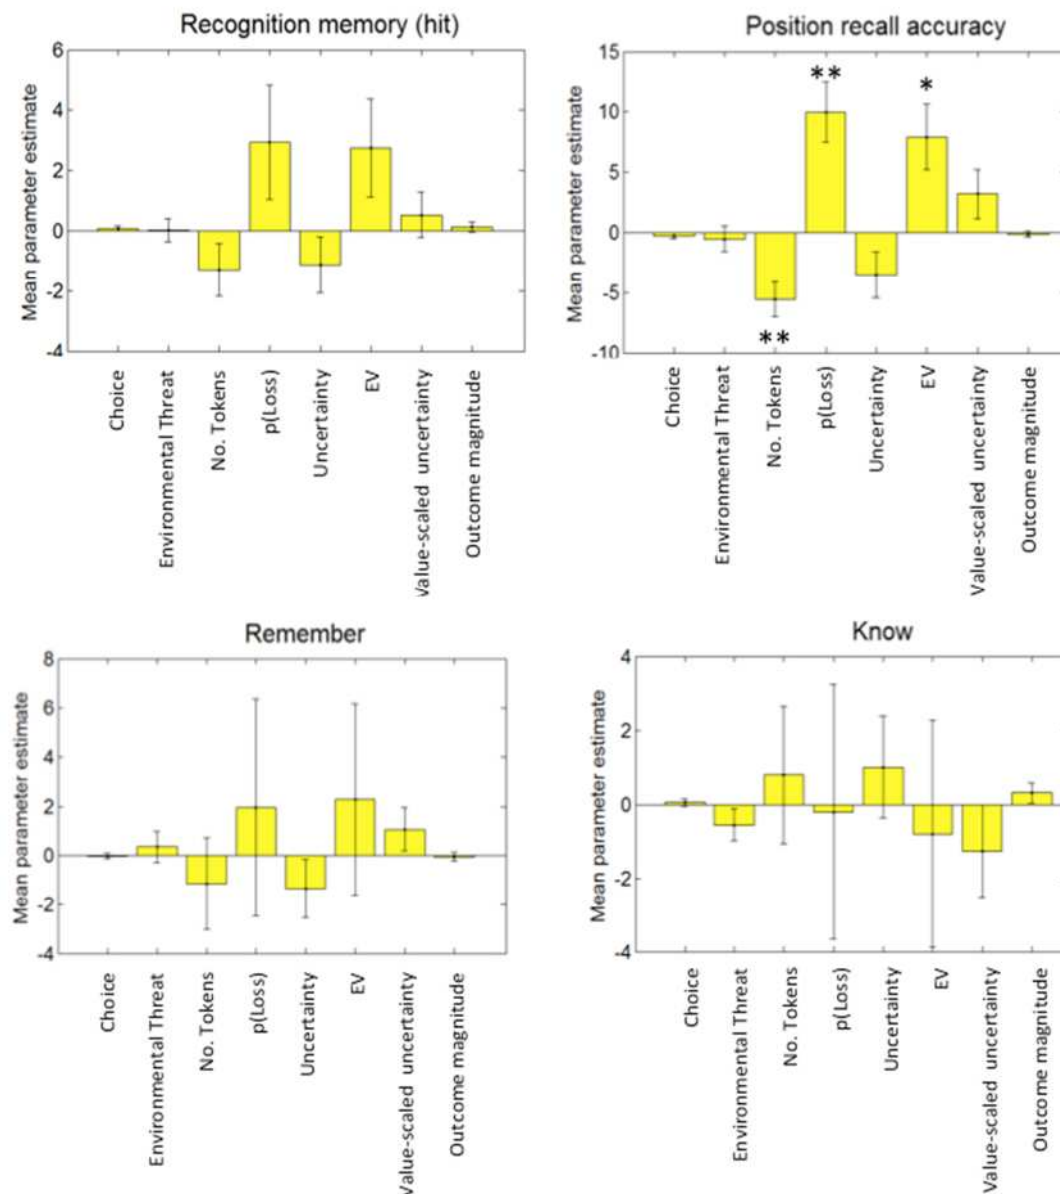 Recognition memory (hit)
Mean parameter estimate
6
4
2
0
-2
-4
Choice
Environmental Threat
No. Tokens
p(Loss)
Uncertainty
EV
Value-scaled uncertainty
Outcome magnitude
Position recall accuracy
Mean parameter estimate
15
10
5
0
-5
-10
**
**
*
Choice
Environmental Threat
No. Tokens
p(Loss)
Uncertainty
EV
Value-scaled uncertainty
Outcome magnitude
Remember
Mean parameter estimate
8
6
4
2
0
-2
-4
Choice
Environmental Threat
No. Tokens
p(Loss)
Uncertainty
EV
Value-scaled uncertainty
Outcome magnitude
Know
Mean parameter estimate
4
2
0
-2
-4
Choice
Environmental Threat
No. Tokens
p(Loss)
Uncertainty
EV
Value-scaled uncertainty
Outcome magnitude